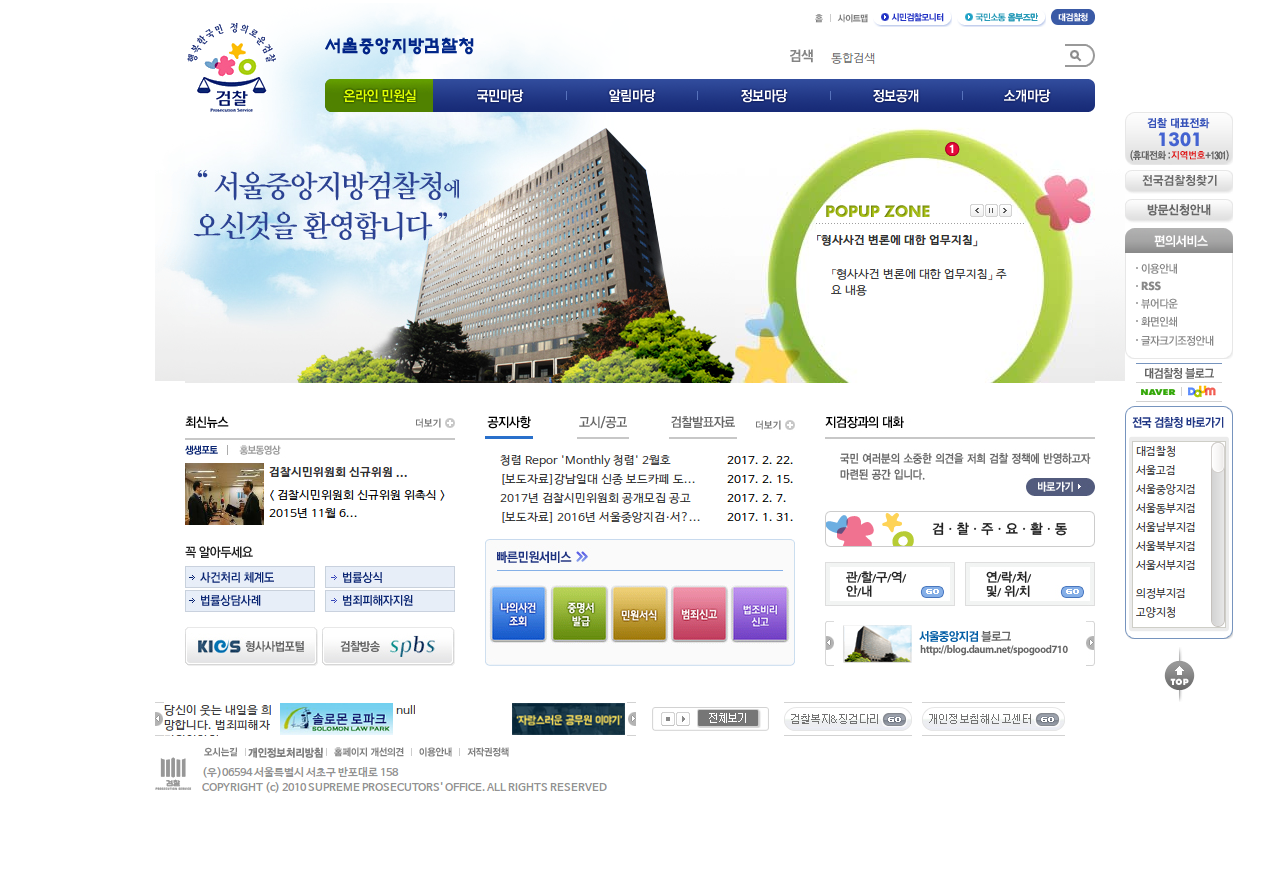 홈 | 사이트맵 시민검찰모니터 국민소통 옴부즈만 대검찰청
행복한국민 정의로운검찰
검찰
Prosecution Service
서울중앙지방검찰청
검색 통합검색
온라인 민원실 국민마당 알림마당 정보마당 정보공개 소개마당
“ 서울중앙지방검찰청에
오신것을 환영합니다 ”
1
POPUP ZONE
「형사사건 변론에 대한 업무지침」
「형사사건 변론에 대한 업무지침」 주
요 내용
검찰 대표전화
1301
(휴대전화 : 지역번호+1301)
전국검찰청찾기
방문신청안내
편의서비스
· 이용안내
· RSS
· 뷰어다운
· 화면인쇄
· 글자크기조정안내
대검찰청 블로그
NAVER | Daum
전국 검찰청 바로가기
대검찰청
서울고검
서울중앙지검
서울동부지검
서울남부지검
서울북부지검
서울서부지검
의정부지검
고양지청
TOP
최신뉴스 더보기
생생포토 | 홍보동영상
검찰시민위원회 신규위원 ...
< 검찰시민위원회 신규위원 위촉식 >
2015년 11월 6...
꼭 알아두세요
사건처리 체계도 법률상식
법률상담사례 범죄피해자지원
KICS 형사사법포털 검찰방송 spbs
공지사항 고시/공고 검찰발표자료 더보기
청렴 Repor 'Monthly 청렴' 2월호 2017. 2. 22.
[보도자료]강남일대 신종 보드카페 도... 2017. 2. 15.
2017년 검찰시민위원회 공개모집 공고 2017. 2. 7.
[보도자료] 2016년 서울중앙지검·서?... 2017. 1. 31.
빠른민원서비스
나의사건
조회
증명서
발급
민원서식
범죄신고
법조비리
신고
지검장과의 대화
국민 여러분의 소중한 의견을 저희 검찰 정책에 반영하고자
마련된 공간 입니다.
바로가기
검 · 찰 · 주 · 요 · 활 · 동
관/할/구/역/
안/내 GO
연/락/처/
및/ 위/치 GO
서울중앙지검 블로그
http://blog.daum.net/spogood710
당신이 웃는 내일을 희
망합니다. 범죄피해자
솔로몬 로파크
SOLOMON LAW PARK
null
'자랑스러운 공무원 이야기'
전체보기
검찰복지&징검다리 GO
개인정보침해신고센터 GO
오시는길 | 개인정보처리방침 | 홈페이지 개선의견 | 이용안내 | 저작권정책
검찰
PROSECUTION SERVICE
(우)06594 서울특별시 서초구 반포대로 158
COPYRIGHT (c) 2010 SUPREME PROSECUTORS' OFFICE. ALL RIGHTS RESERVED